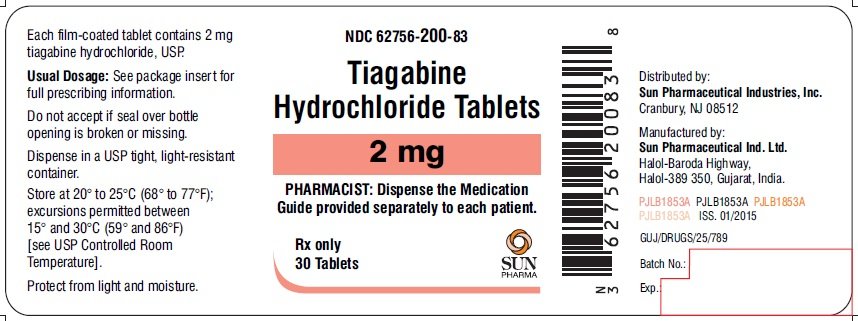 Each film-coated tablet contains 2 mg
tiagabine hydrochloride, USP.
Usual Dosage: See package insert for
full prescribing information.
Do not accept if seal over bottle
opening is broken or missing.
Dispense in a USP tight, light-resistant
container.
Store at 20° to 25°C (68° to 77°F);
excursions permitted between
15° and 30°C (59° and 86°F)
[see USP Controlled Room
Temperature].
Protect from light and moisture.
NDC 62756-200-83
Tiagabine
Hydrochloride Tablets
2 mg
PHARMACIST: Dispense the Medication
Guide provided separately to each patient.
Rx only
30 Tablets
SUN
PHARMA
N 3 62756 20083 8
Distributed by:
Sun Pharmaceutical Industries, Inc.
Cranbury, NJ 08512
Manufactured by:
Sun Pharmaceutical Ind. Ltd.
Halol-Baroda Highway,
Halol-389 350, Gujarat, India.
PJLB1853A PJLB1853A PJLB1853A
PJLB1853A ISS. 01/2015
GUJ/DRUGS/25/789
Batch No.:
Exp.: